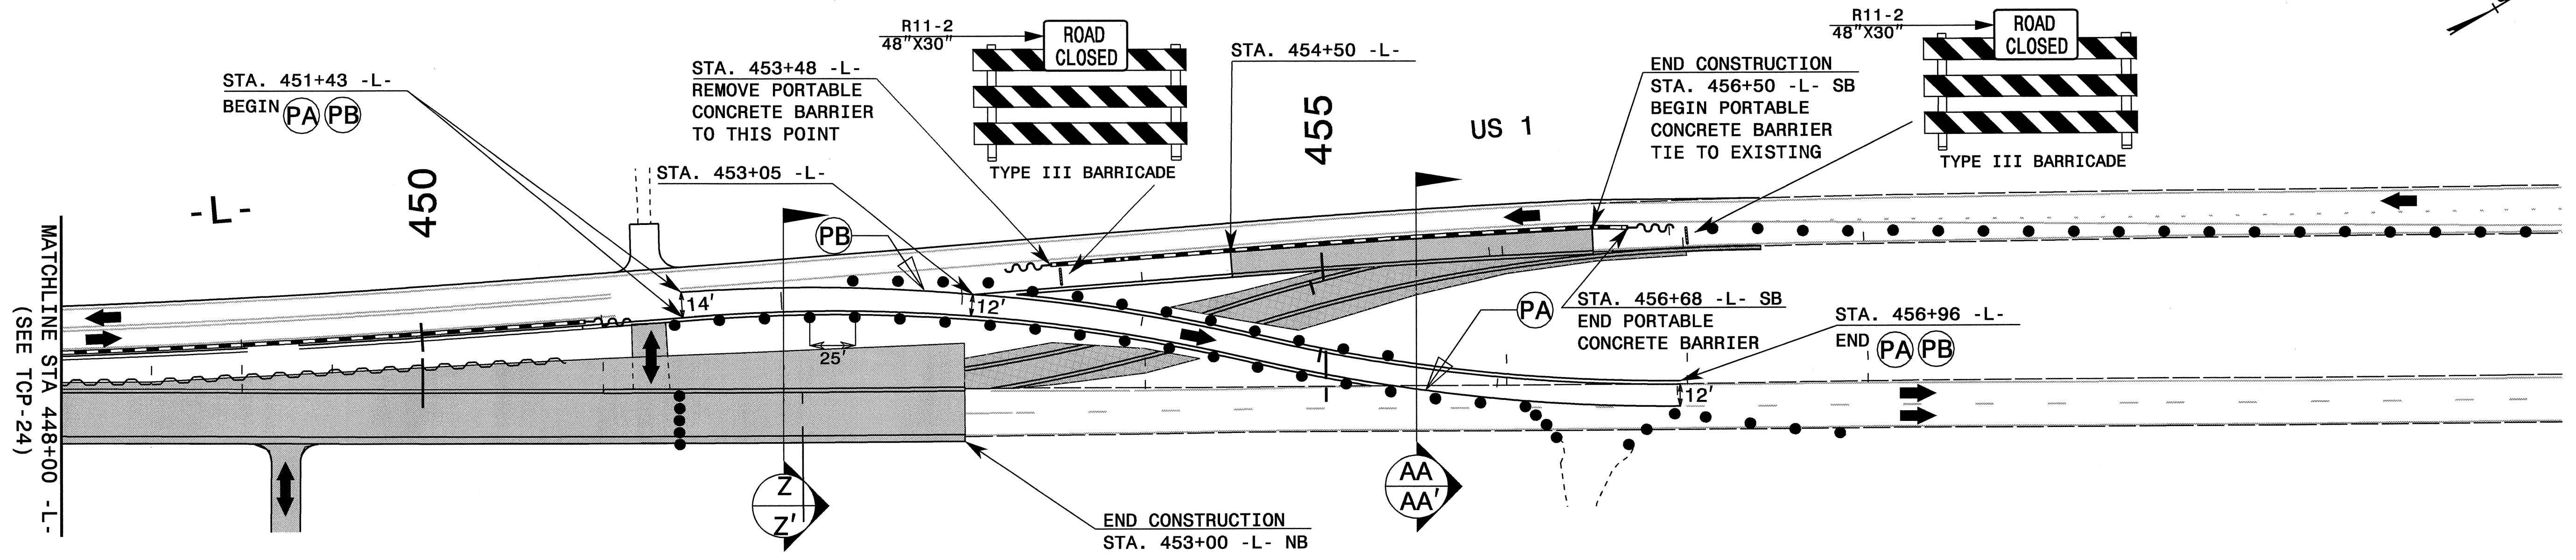 R11-2
48"X30"
ROAD
CLOSED
TYPE III BARRICADE
STA. 451+43 -L-
BEGIN PA PB
STA. 453+48 -L-
REMOVE PORTABLE
CONCRETE BARRIER
TO THIS POINT
STA. 453+05 -L-
STA. 454+50 -L-
END CONSTRUCTION
STA. 456+50 -L- SB
BEGIN PORTABLE
CONCRETE BARRIER
TIE TO EXISTING
R11-2
48"X30"
ROAD
CLOSED
TYPE III BARRICADE
-L-
450
455
US 1
PB
14'
12'
25'
PA
STA. 456+68 -L- SB
END PORTABLE
CONCRETE BARRIER
STA. 456+96 -L-
END PA PB
12'
MATCHLINE STA 448+00 -L-
(SEE TCP-24)
Z
Z'
AA
AA'
END CONSTRUCTION
STA. 453+00 -L- NB